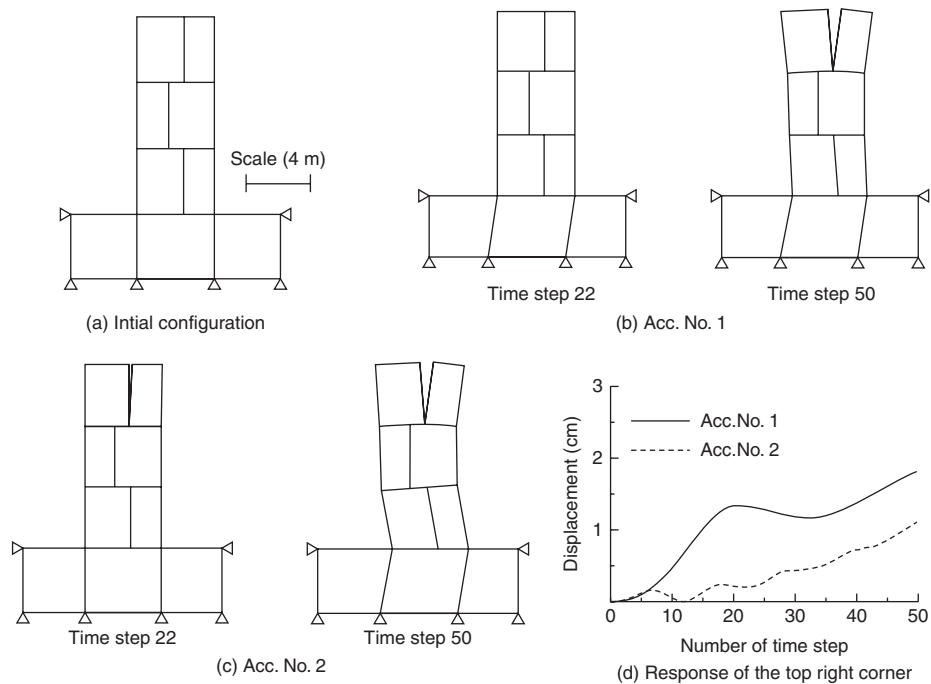 Scale (4 m)
(a) Intial configuration
Time step 22
Time step 50
(b) Acc. No. 1
Time step 22
Time step 50
(c) Acc. No. 2
3
2
1
0
10
20
30
40
50
Displacement (cm)
Acc.No. 1
Acc.No. 2
Number of time step
(d) Response of the top right corner